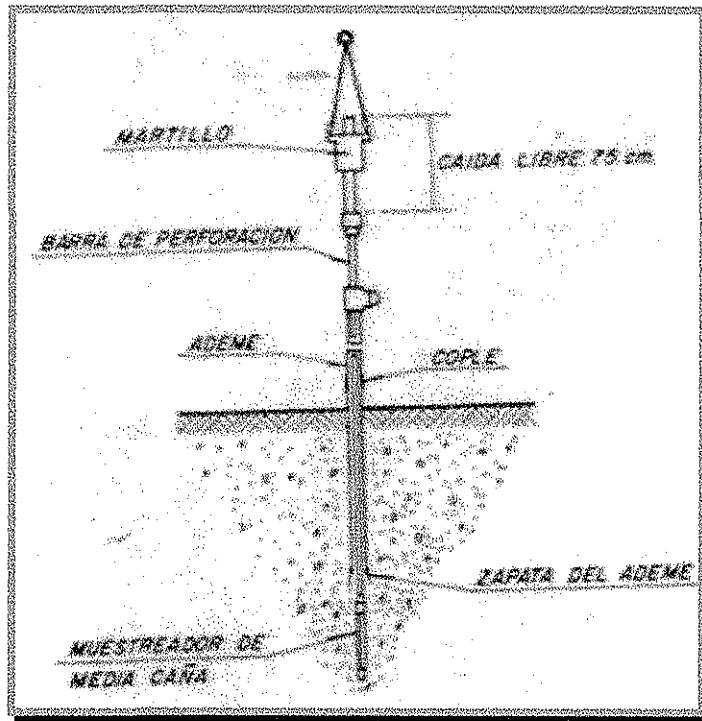 MARTILLO
CAIDA LIBRE 75 cm
BARRA DE PERFORACION
ADEME
COPLE
ZAPATA DEL ADEME
MUESTREADOR DE
MEDIA CAÑA